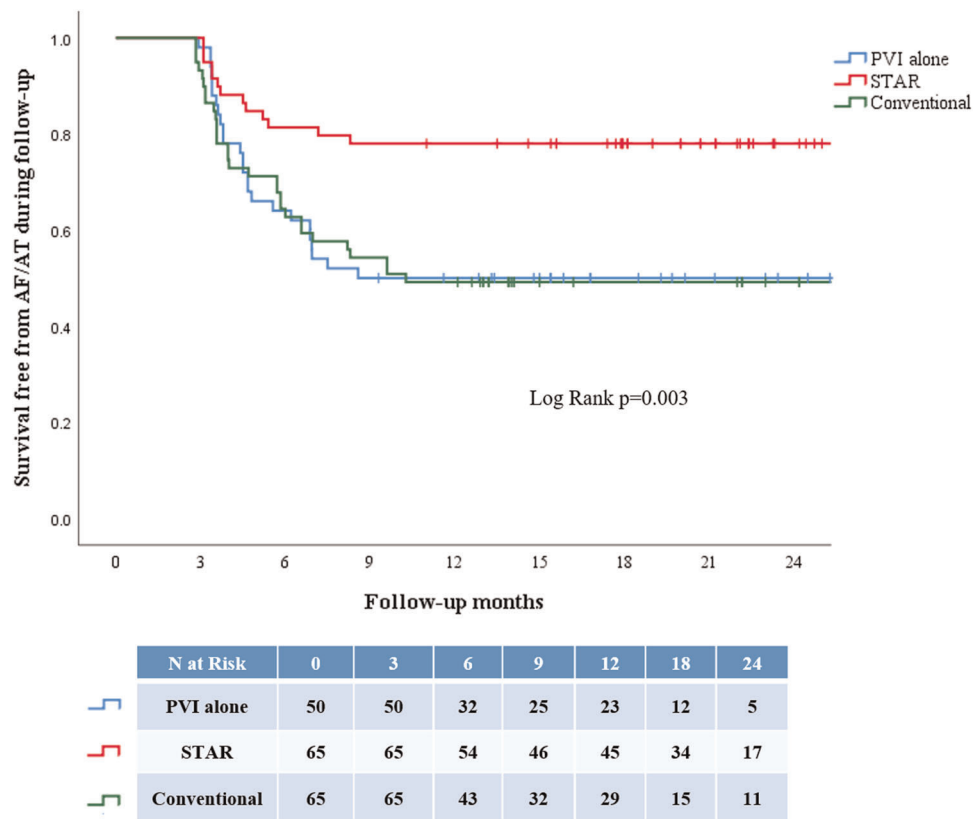 PVI alone
STAR
Conventional
Survival free from AF/AT during follow-up
1.0
0.8
0.6
0.4
0.2
0.0
Log Rank p=0.003
0 3 6 9 12 15 18 21 24
Follow-up months
N at Risk 0 3 6 9 12 18 24
PVI alone 50 50 32 25 23 12 5
STAR 65 65 54 46 45 34 17
Conventional 65 65 43 32 29 15 11